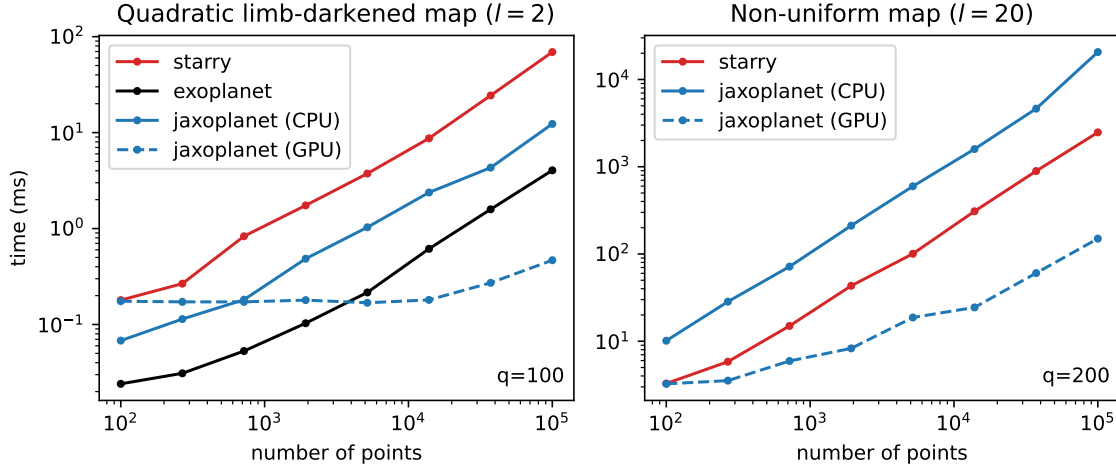 Quadratic limb-darkened map (l = 2)
10²
10¹
10⁰
10⁻¹
time (ms)
starry
exoplanet
jaxoplanet (CPU)
jaxoplanet (GPU)
q=100
10² 10³ 10⁴ 10⁵
number of points
Non-uniform map (l = 20)
10⁴
10³
10²
10¹
starry
jaxoplanet (CPU)
jaxoplanet (GPU)
q=200
10² 10³ 10⁴ 10⁵
number of points